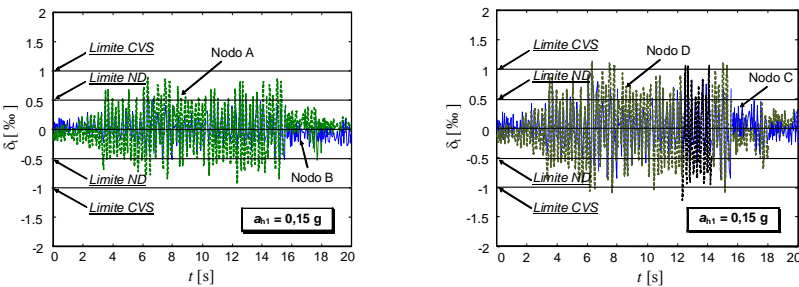 2
1.5
1
0.5
0
-0.5
-1
-1.5
-2
δi [ ‰ ]
Limite CVS
Nodo A
Limite ND
Limite ND
Nodo B
Limite CVS
ah1 = 0,15 g
0 2 4 6 8 10 12 14 16 18 20
t [s]
2
1.5
1
0.5
0
-0.5
-1
-1.5
-2
δi [ ‰ ]
Limite CVS
Nodo D
Limite ND
Nodo C
Limite ND
Limite CVS
ah1 = 0,15 g
0 2 4 6 8 10 12 14 16 18 20
t [s]